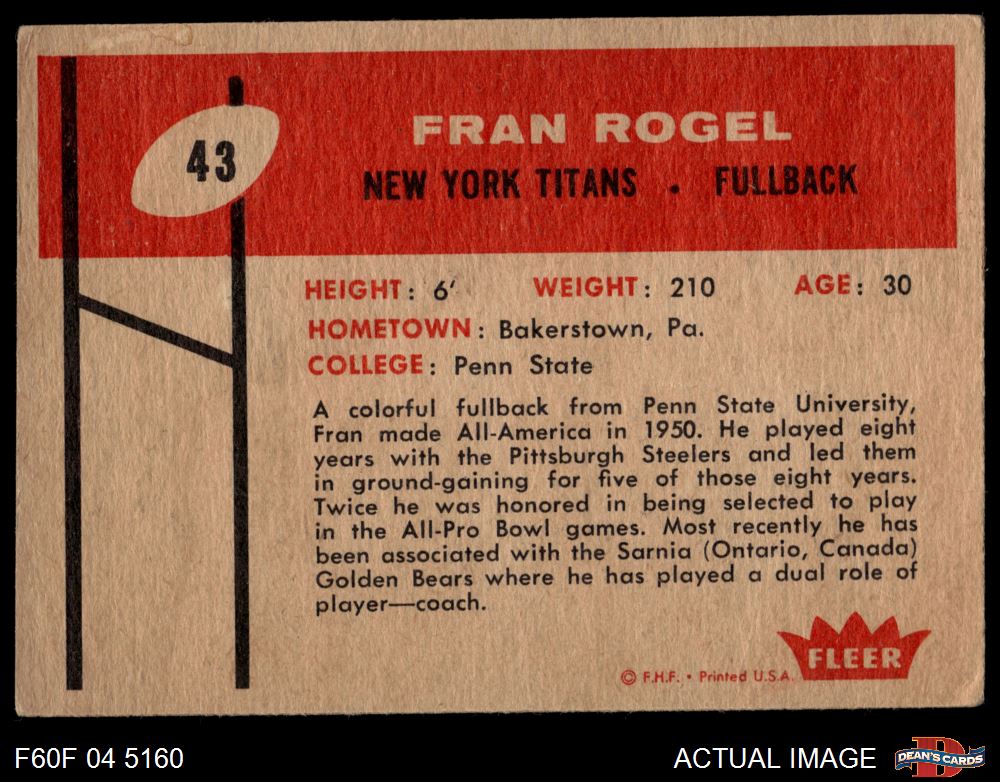 43
FRAN ROGEL
NEW YORK TITANS . FULLBACK
HEIGHT: 6' WEIGHT: 210 AGE: 30
HOMETOWN: Bakerstown, Pa.
COLLEGE: Penn State
A colorful fullback from Penn State University,
Fran made All-America in 1950. He played eight
years with the Pittsburgh Steelers and led them
in ground-gaining for five of those eight years.
Twice he was honored in being selected to play
in the All-Pro Bowl games. Most recently he has
been associated with the Sarnia (Ontario, Canada)
Golden Bears where he has played a dual role of
player—coach.
FLEER
© F.H.F. • Printed U.S.A.
F60F 04 5160
ACTUAL IMAGE
D
DEAN'S CARDS